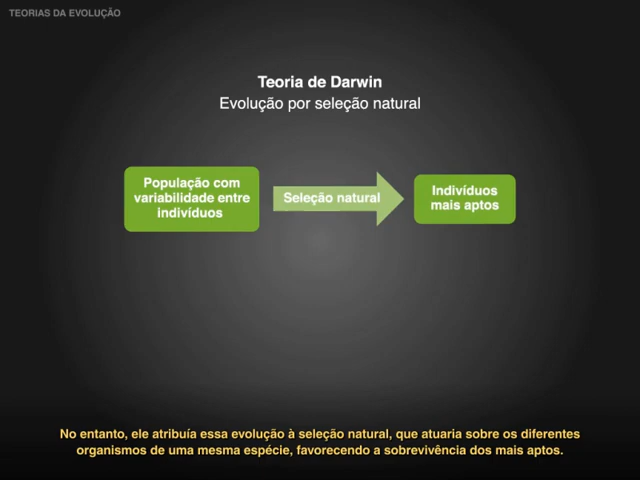 TEORIAS DA EVOLUÇÃO
Teoria de Darwin
Evolução por seleção natural
População com
variabilidade entre
indivíduos
Seleção natural
Indivíduos
mais aptos
No entanto, ele atribuía essa evolução à seleção natural, que atuaria sobre os diferentes
organismos de uma mesma espécie, favorecendo a sobrevivência dos mais aptos.